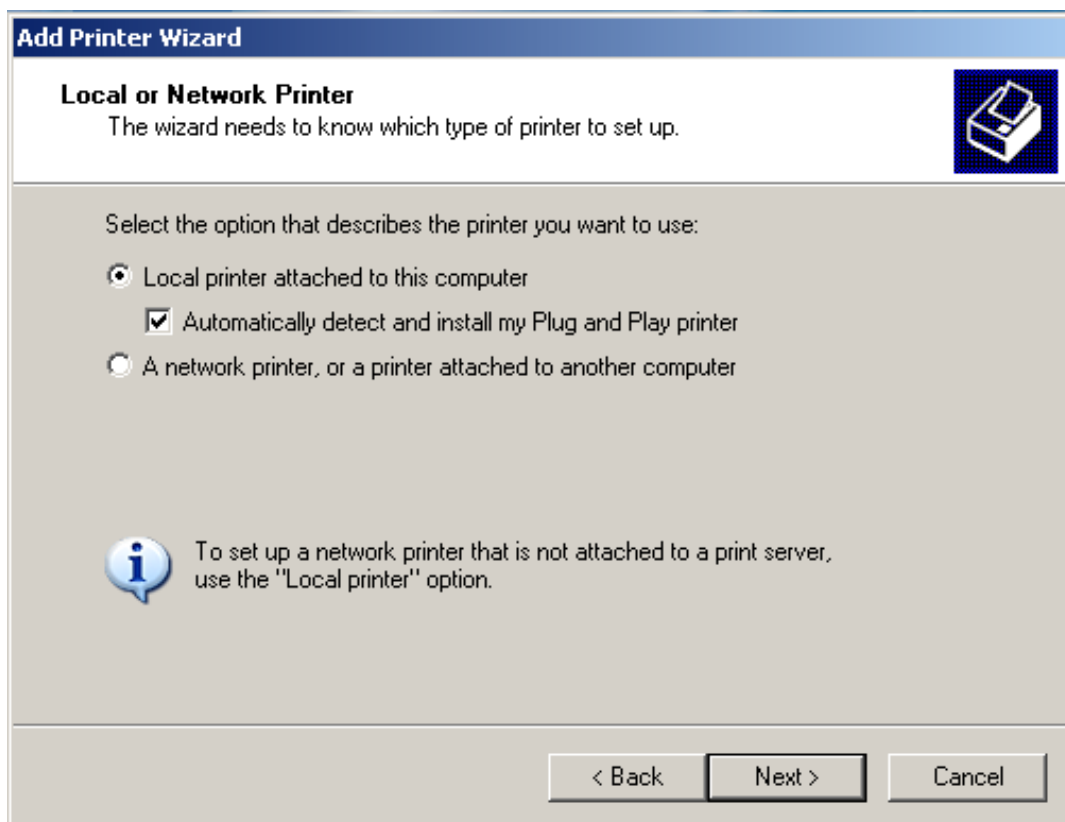 Add Printer Wizard
Local or Network Printer
The wizard needs to know which type of printer to set up.
Select the option that describes the printer you want to use:
Local printer attached to this computer
Automatically detect and install my Plug and Play printer
A network printer, or a printer attached to another computer
To set up a network printer that is not attached to a print server,
use the "Local printer" option.
< Back Next > Cancel